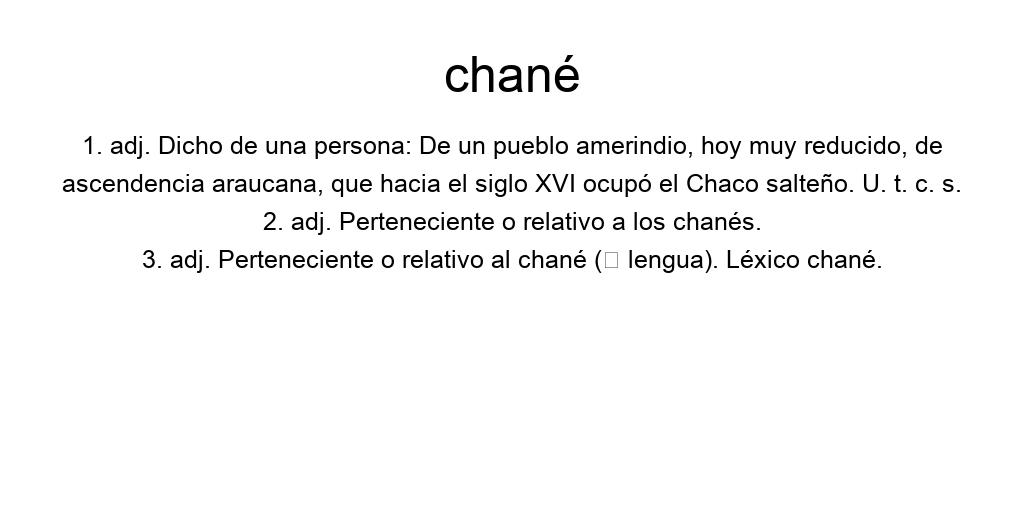 chané
1. adj. Dicho de una persona: De un pueblo amerindio, hoy muy reducido, de
ascendencia araucana, que hacia el siglo XVI ocupó el Chaco salteño. U. t. c. s.
2. adj. Perteneciente o relativo a los chanés.
3. adj. Perteneciente o relativo al chané (▯ lengua). Léxico chané.